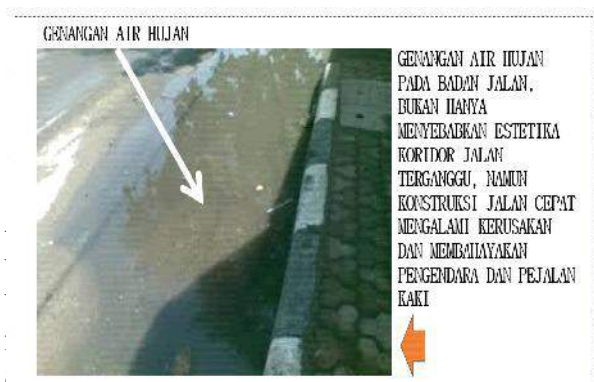 GENANGAN AIR HUJAN
GENANGAN AIR HUJAN
PADA BADAN JALAN,
BUKAN HANYA
MENYEBABKAN ESTETIKA
KORIDOR JALAN
TERGANGGU, NAMUN
KONSTRUKSI JALAN CEPAT
MENGALAMI KERUSAKAN
DAN MEMBAHAYAKAN
PENGENDARA DAN PEJALAN
KAKI